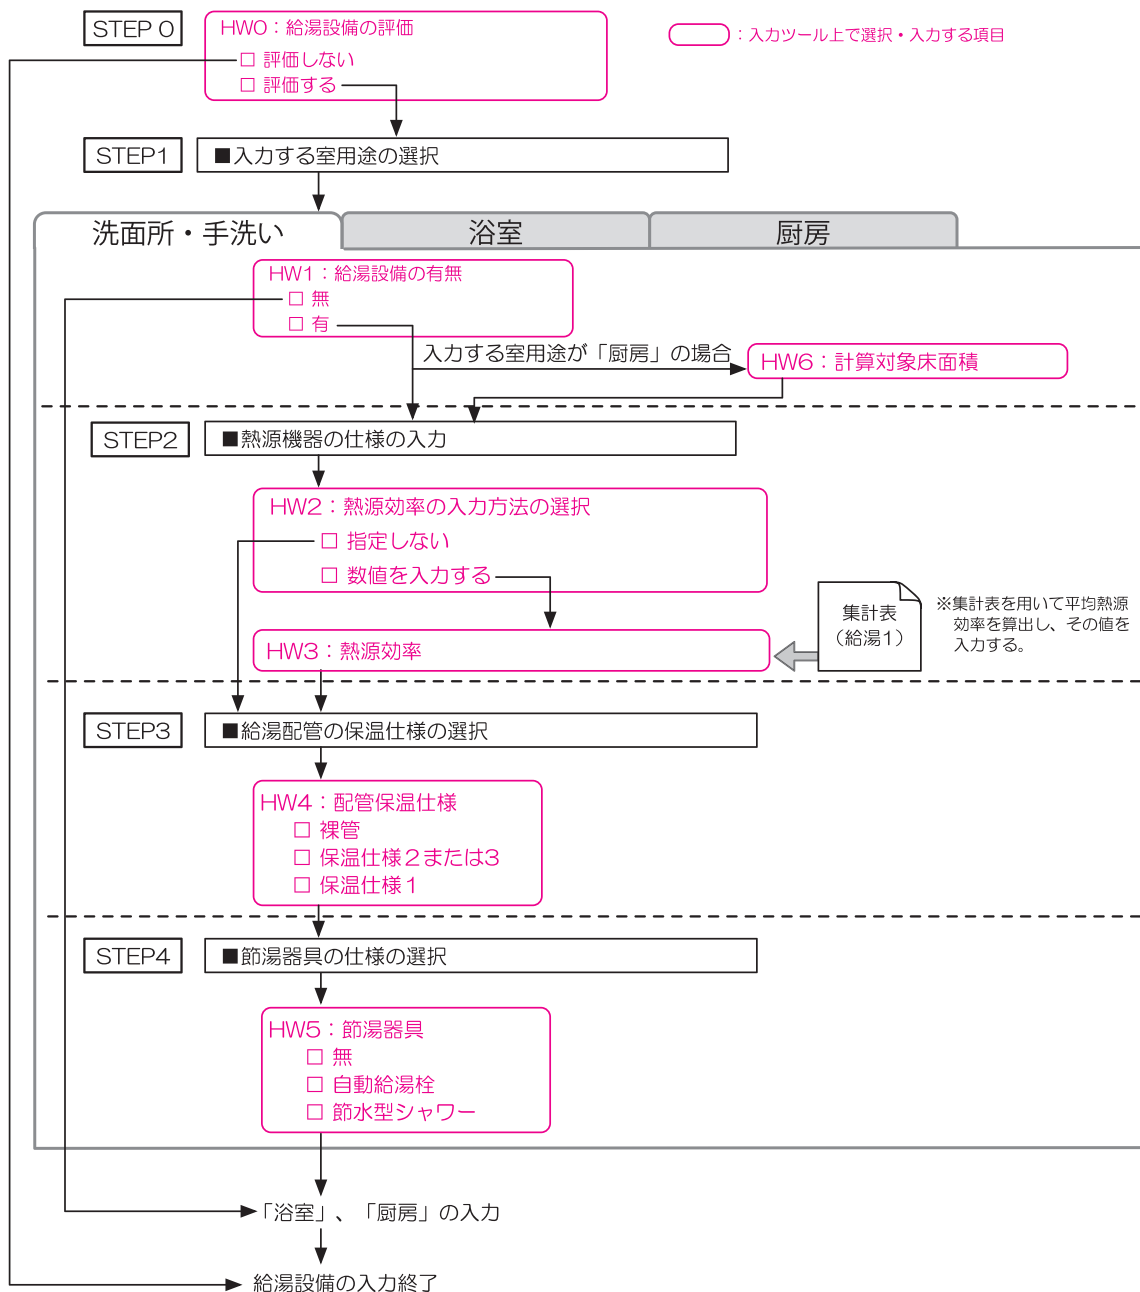 STEP 0
HW0：給湯設備の評価
□ 評価しない
□ 評価する
：入力ツール上で選択・入力する項目
STEP1
■入力する室用途の選択
洗面所・手洗い
浴室
厨房
HW1：給湯設備の有無
□ 無
□ 有
入力する室用途が「厨房」の場合
HW6：計算対象床面積
STEP2
■熱源機器の仕様の入力
HW2：熱源効率の入力方法の選択
□ 指定しない
□ 数値を入力する
HW3：熱源効率
集計表
（給湯1）
※集計表を用いて平均熱源
効率を算出し、その値を
入力する。
STEP3
■給湯配管の保温仕様の選択
HW4：配管保温仕様
□ 裸管
□ 保温仕様２または3
□ 保温仕様１
STEP4
■節湯器具の仕様の選択
HW5：節湯器具
□ 無
□ 自動給湯栓
□ 節水型シャワー
「浴室」、「厨房」の入力
給湯設備の入力終了